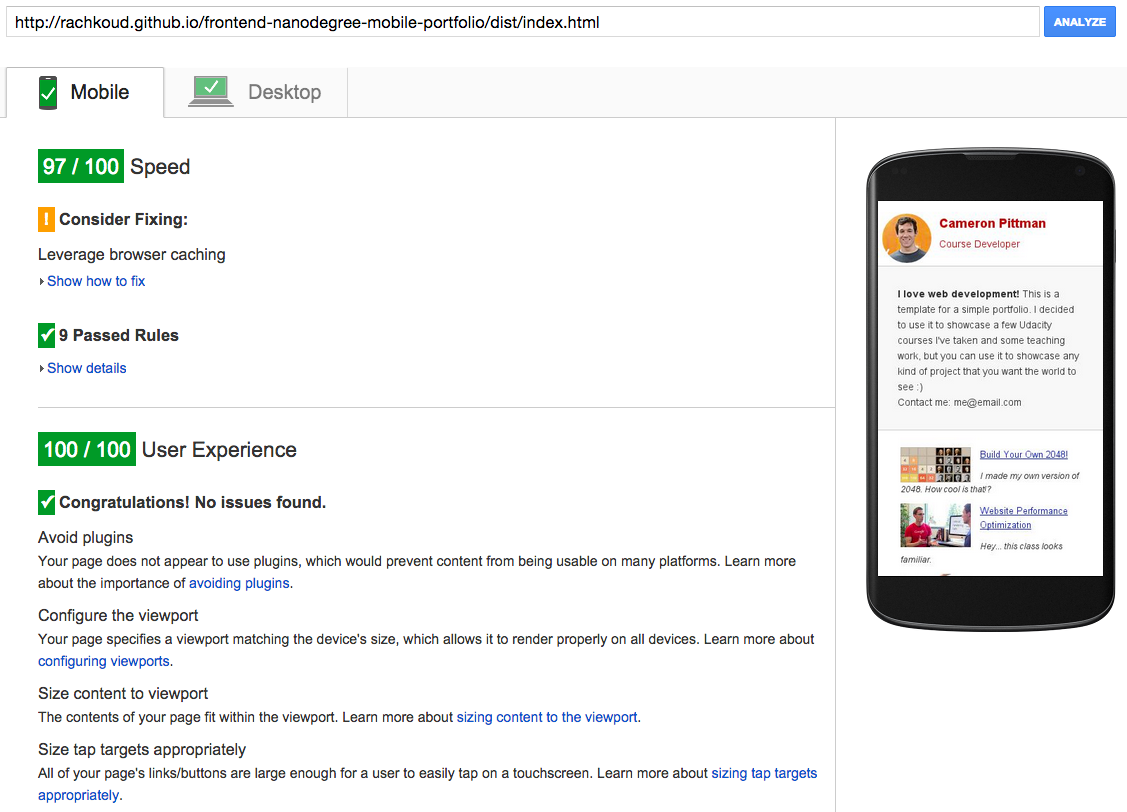 http://rachkoud.github.io/frontend-nanodegree-mobile-portfolio/dist/index.html
ANALYZE
Mobile
Desktop
97 / 100 Speed
! Consider Fixing:
Leverage browser caching
Show how to fix
9 Passed Rules
Show details
100 / 100 User Experience
Congratulations! No issues found.
Avoid plugins
Your page does not appear to use plugins, which would prevent content from being usable on many platforms. Learn more
about the importance of avoiding plugins.
Configure the viewport
Your page specifies a viewport matching the device's size, which allows it to render properly on all devices. Learn more about
configuring viewports.
Size content to viewport
The contents of your page fit within the viewport. Learn more about sizing content to the viewport.
Size tap targets appropriately
All of your page's links/buttons are large enough for a user to easily tap on a touchscreen. Learn more about sizing tap targets
appropriately.
Cameron Pittman
Course Developer
I love web development! This is a
template for a simple portfolio. I decided
to use it to showcase a few Udacity
courses I've taken and some teaching
work, but you can use it to showcase any
kind of project that you want the world to
see :)
Contact me: me@email.com
Build Your Own 2048!
I made my own version of
2048. How cool is that!?
Website Performance
Optimization
Hey... this class looks
familiar.